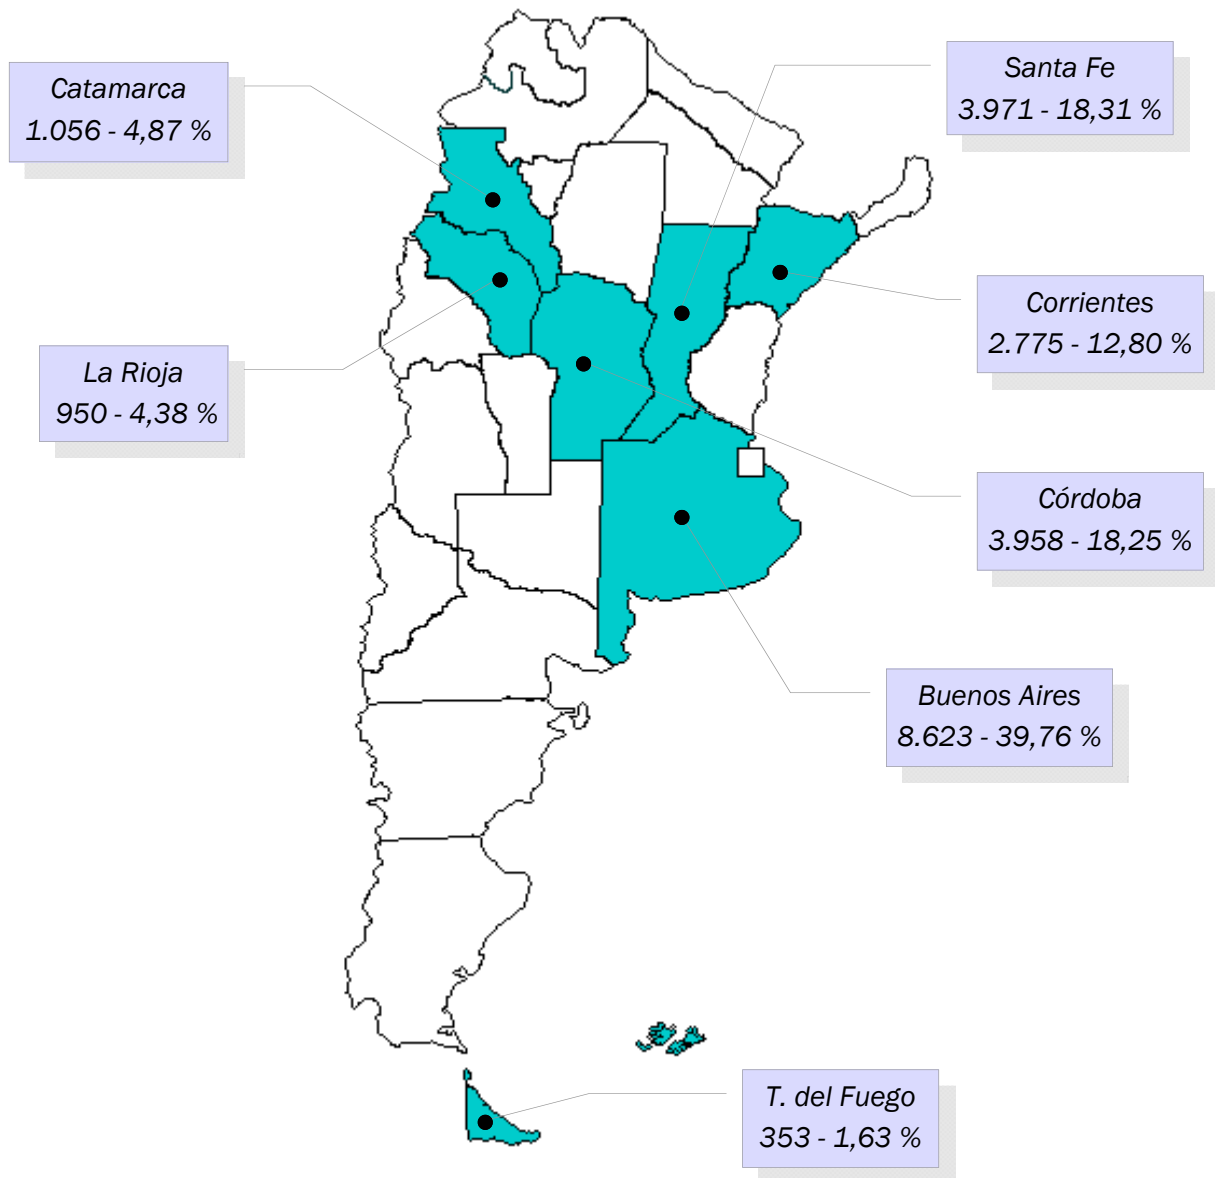 Catamarca
1.056 - 4,87 %
Santa Fe
3.971 - 18,31 %
Corrientes
2.775 - 12,80 %
La Rioja
950 - 4,38 %
Córdoba
3.958 - 18,25 %
Buenos Aires
8.623 - 39,76 %
T. del Fuego
353 - 1,63 %